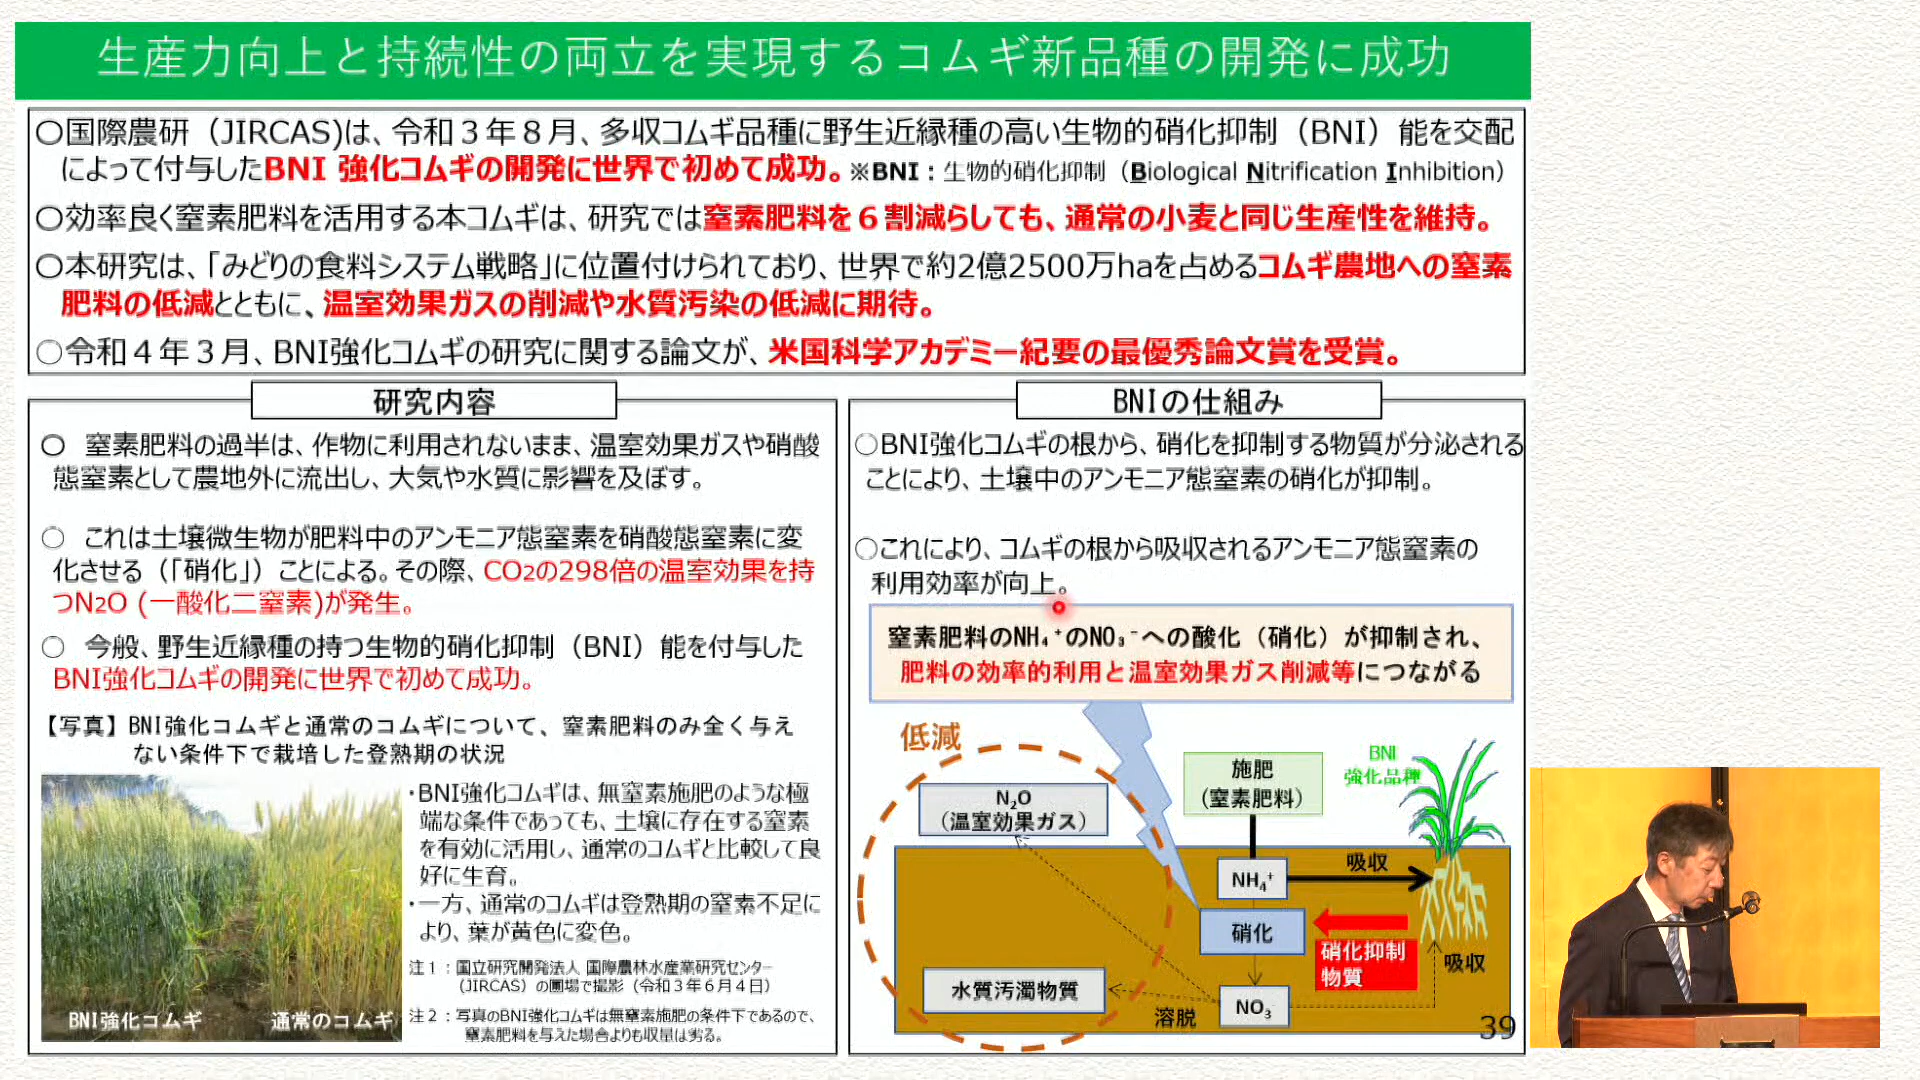 生産力向上と持続性の両立を実現するコムギ新品種の開発に成功
〇国際農研（JIRCAS)は、令和３年８月、多収コムギ品種に野生近縁種の高い生物的硝化抑制（BNI）能を交配
によって付与したBNI 強化コムギの開発に世界で初めて成功。※BNI：生物的硝化抑制（Biological Nitrification Inhibition）
〇効率良く窒素肥料を活用する本コムギは、研究では窒素肥料を６割減らしても、通常の小麦と同じ生産性を維持。
〇本研究は、「みどりの食料システム戦略」に位置付けられており、世界で約2億2500万haを占めるコムギ農地への窒素
肥料の低減とともに、温室効果ガスの削減や水質汚染の低減に期待。
〇令和４年３月、BNI強化コムギの研究に関する論文が、米国科学アカデミー紀要の最優秀論文賞を受賞。
研究内容
〇 窒素肥料の過半は、作物に利用されないまま、温室効果ガスや硝酸
態窒素として農地外に流出し、大気や水質に影響を及ぼす。
〇 これは土壌微生物が肥料中のアンモニア態窒素を硝酸態窒素に変
化させる（「硝化」）ことによる。その際、CO2の298倍の温室効果を持
つN2O (一酸化二窒素)が発生。
〇 今般、野生近縁種の持つ生物的硝化抑制（BNI）能を付与した
BNI強化コムギの開発に世界で初めて成功。
【写真】BNI強化コムギと通常のコムギについて、窒素肥料のみ全く与え
ない条件下で栽培した登熟期の状況
・BNI強化コムギは、無窒素施肥のような極
端な条件であっても、土壌に存在する窒素
を有効に活用し、通常のコムギと比較して良
好に生育。
・一方、通常のコムギは登熟期の窒素不足に
より、葉が黄色に変色。
注１：国立研究開発法人 国際農林水産業研究センター
（JIRCAS）の圃場で撮影（令和３年６月４日）
注２：写真のBNI強化コムギは無窒素施肥の条件下であるので、
窒素肥料を与えた場合よりも収量は劣る。
BNI強化コムギ
通常のコムギ
BNIの仕組み
〇BNI強化コムギの根から、硝化を抑制する物質が分泌される
ことにより、土壌中のアンモニア態窒素の硝化が抑制。
〇これにより、コムギの根から吸収されるアンモニア態窒素の
利用効率が向上。
窒素肥料のNH₄⁺のNO₃⁻への酸化（硝化）が抑制され、
肥料の効率的利用と温室効果ガス削減等につながる
低減
N₂O
（温室効果ガス）
施肥
（窒素肥料）
BNI
強化品種
NH₄⁺
吸収
硝化
硝化抑制
物質
吸収
水質汚濁物質
溶脱
NO₃⁻
39